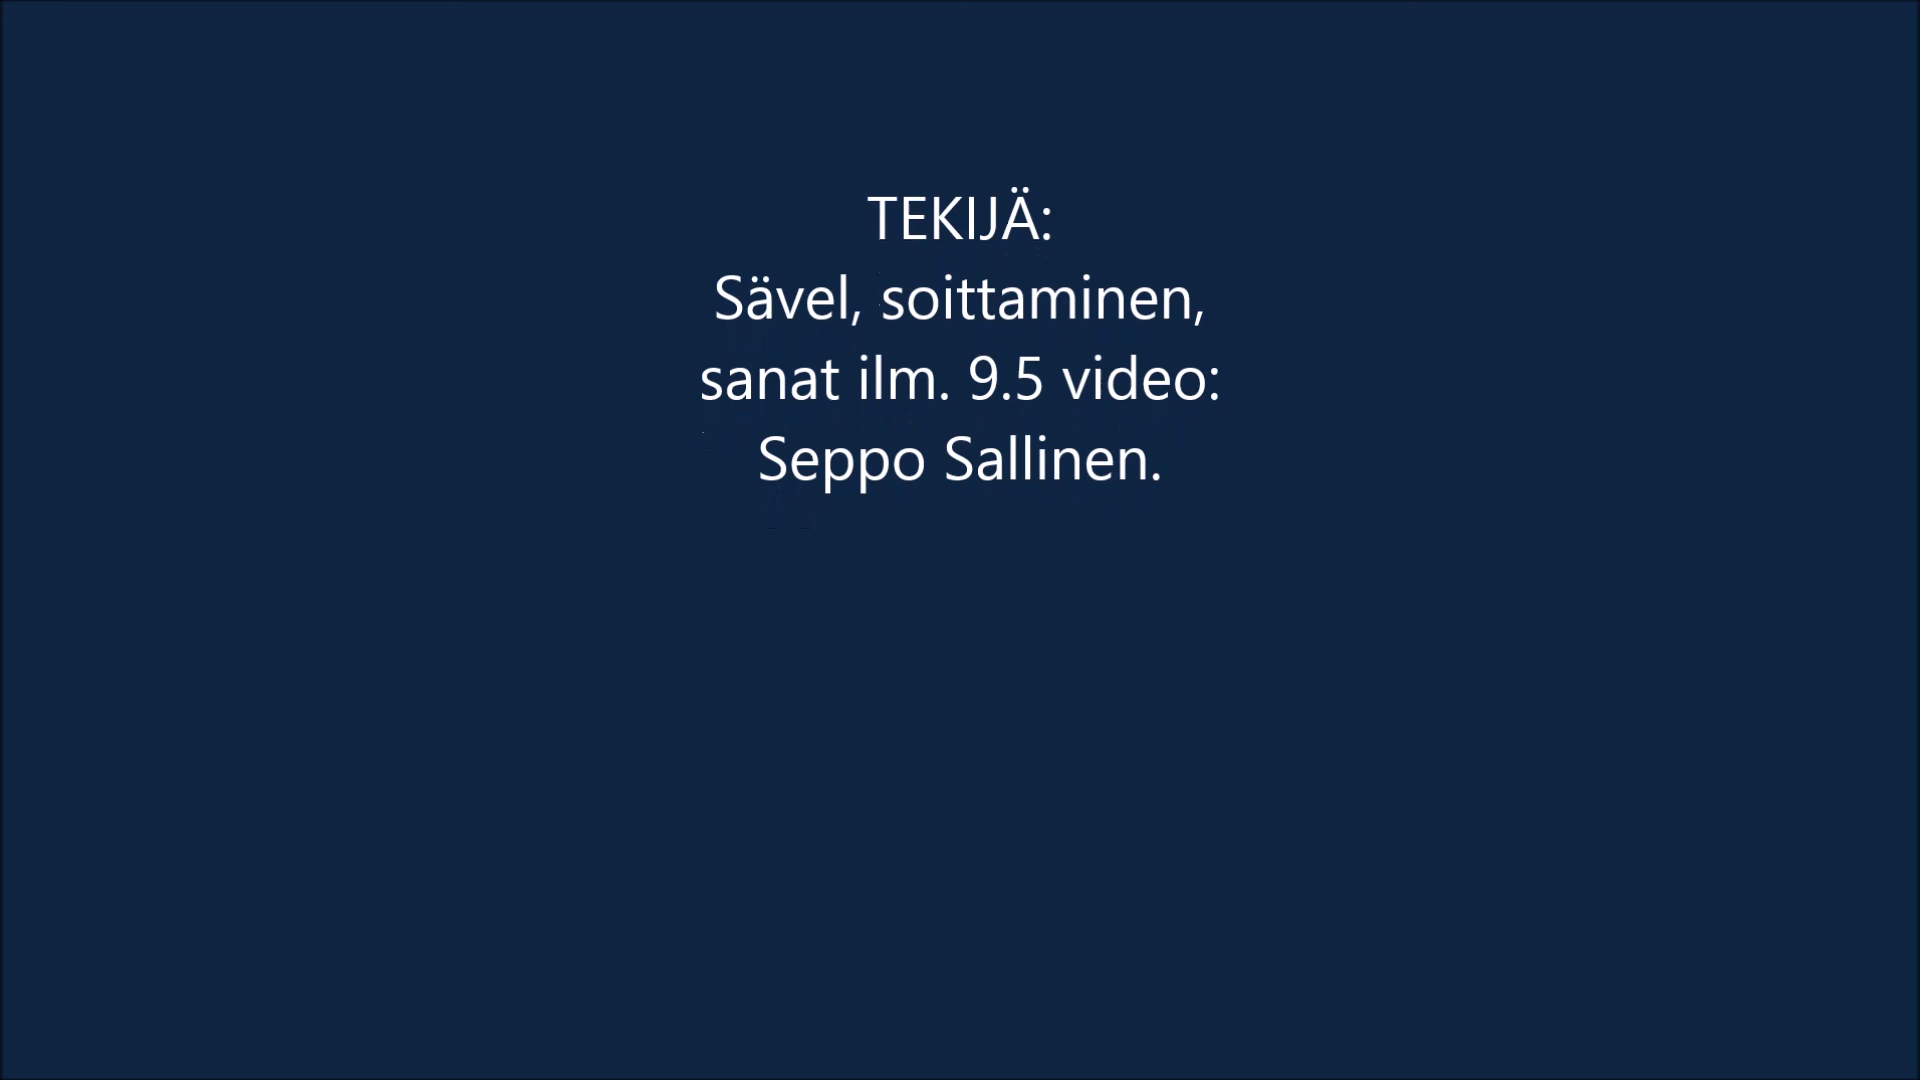 TEKIJÄ:
Sävel, soittaminen,
sanat ilm. 9.5 video:
Seppo Sallinen.